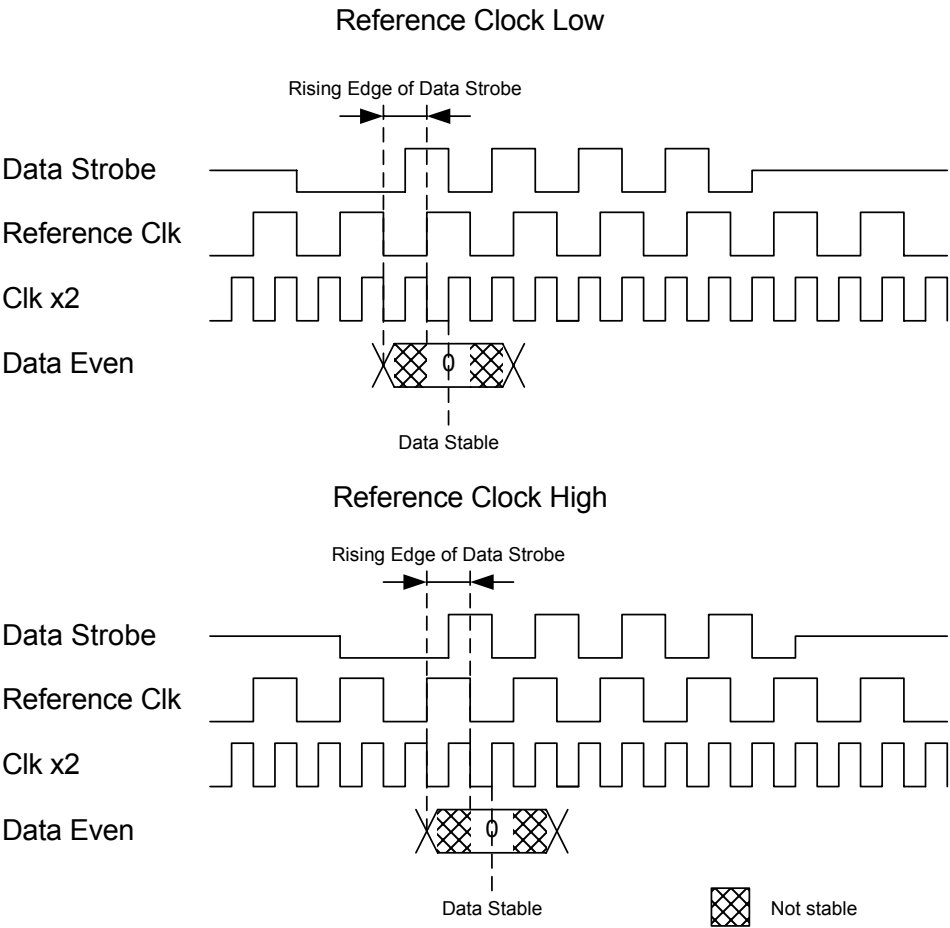 Reference Clock Low
Rising Edge of Data Strobe
Data Strobe
Reference Clk
Clk x2
Data Even
0
Data Stable
Reference Clock High
Rising Edge of Data Strobe
Data Strobe
Reference Clk
Clk x2
Data Even
0
Data Stable
Not stable